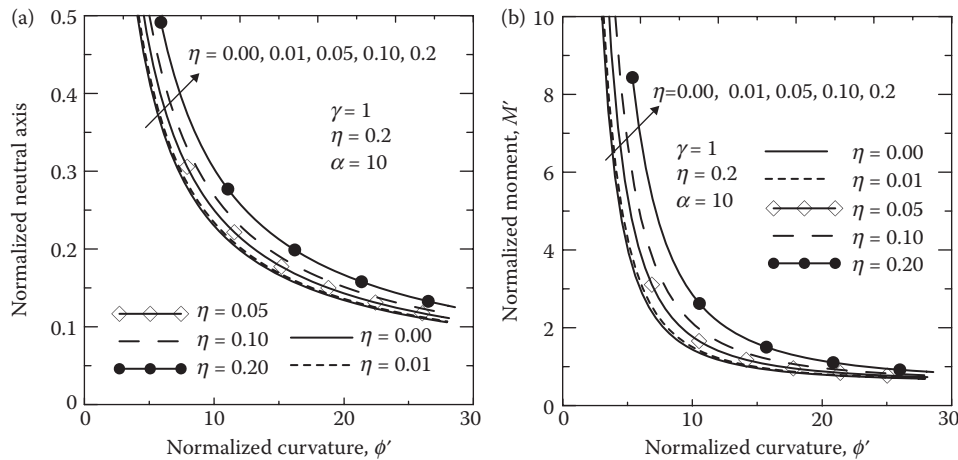 (a)
0.5
0.4
0.3
0.2
0.1
0
Normalized neutral axis
η = 0.00, 0.01, 0.05, 0.10, 0.2
γ = 1
η = 0.2
α = 10
η = 0.05
η = 0.10
η = 0.20
η = 0.00
η = 0.01
0 10 20 30
Normalized curvature, ϕ′
(b)
10
8
6
4
2
0
Normalized moment, M′
η=0.00, 0.01, 0.05, 0.10, 0.2
γ = 1
η = 0.2
α = 10
η = 0.00
η = 0.01
η = 0.05
η = 0.10
η = 0.20
0 10 20 30
Normalized curvature, ϕ′